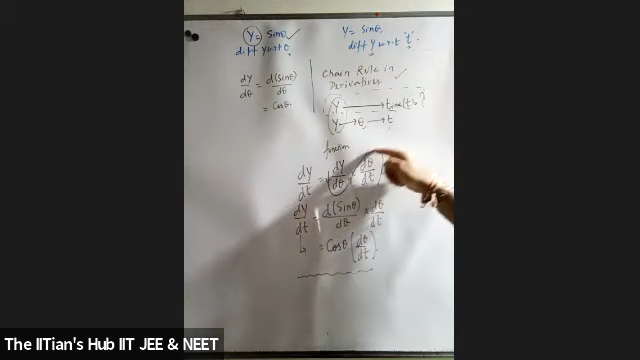 Y = Sinθ
diff y w.r.t θ
dy/dθ = d(Sinθ)/dθ
= Cosθ
Y = Sinθ
diff y w.r.t 't'.
Chain Rule in
Derivatives
Y → time(t)?
Y → θ → t
function
dY/dt = dY/dθ × dθ/dt
dY/dt = d(Sinθ)/dθ × dθ/dt
= Cosθ (dθ/dt)
The IITian's Hub IIT JEE & NEET